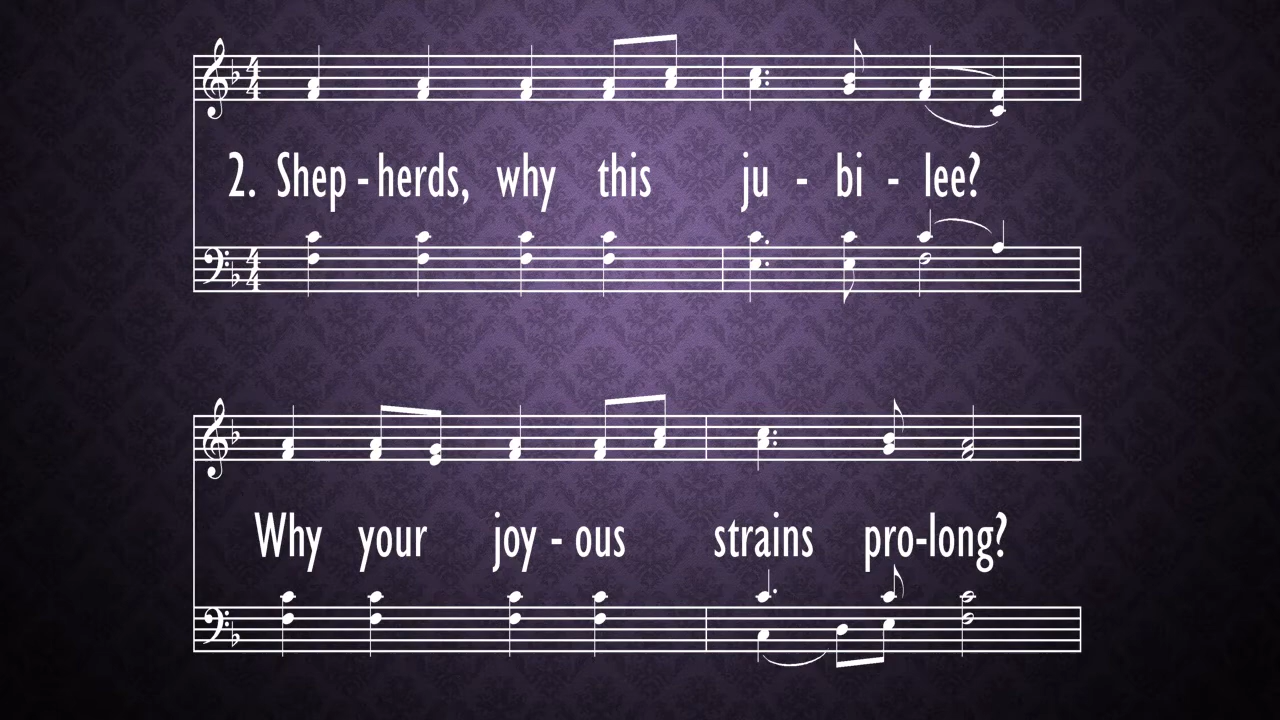 2. Shep - herds, why this ju - bi - lee?
Why your joy - ous strains pro-long?